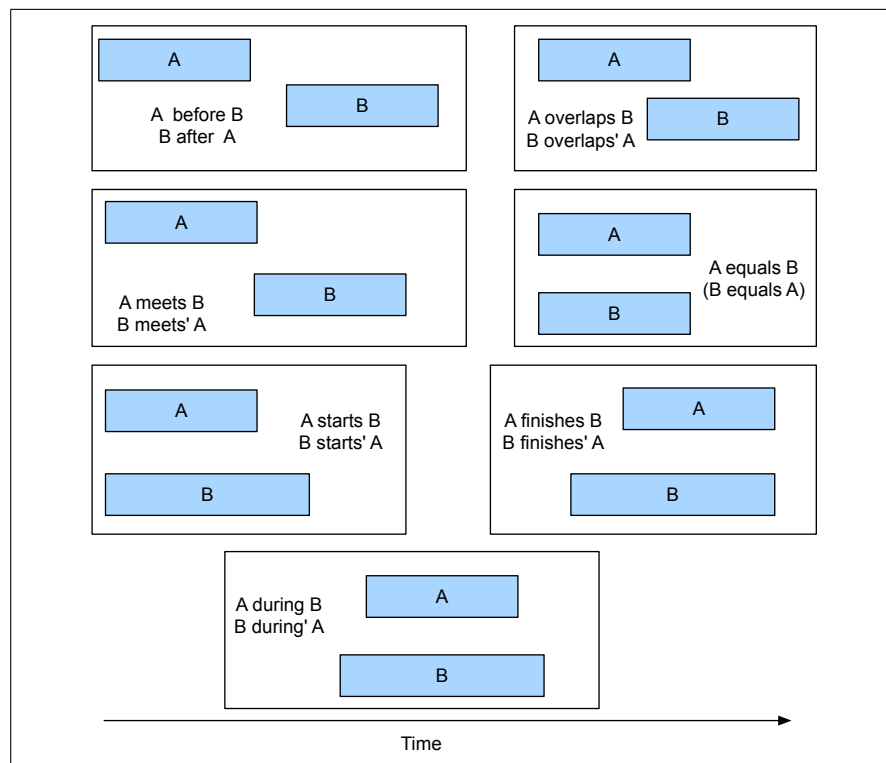 A
B
A before B
B after A
A
B
A overlaps B
B overlaps' A
A
B
A meets B
B meets' A
A
B
A equals B
(B equals A)
A
A starts B
B starts' A
B
A
A finishes B
B finishes' A
B
A
A during B
B during' A
B
Time